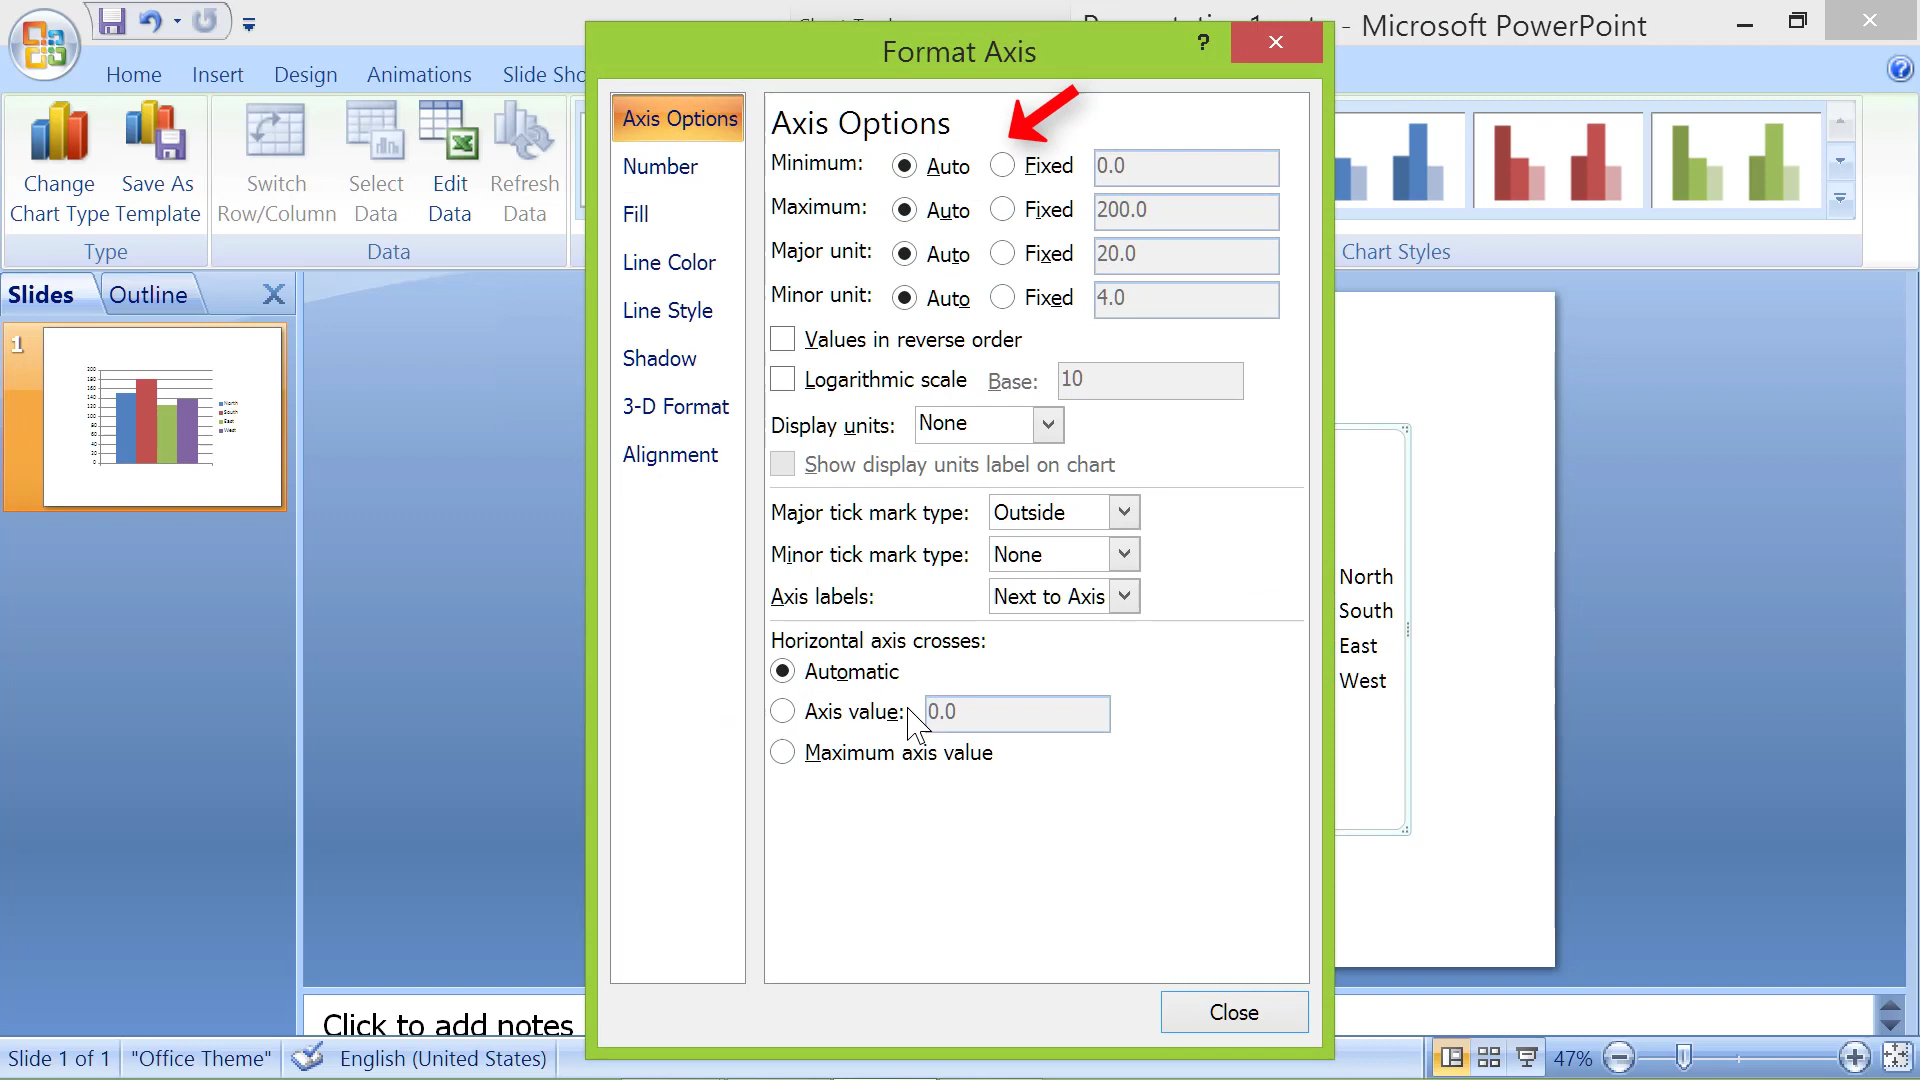 - Microsoft PowerPoint
Format Axis
?
Home
Insert
Design
Animations
Change
Chart Type
Save As
Template
Switch
Row/Column
Select
Data
Edit
Data
Refresh
Data
Type
Data
Chart Styles
Slides
Outline
1
Axis Options
Number
Fill
Line Color
Line Style
Shadow
3-D Format
Alignment
Axis Options
Minimum: Auto Fixed 0.0
Maximum: Auto Fixed 200.0
Major unit: Auto Fixed 20.0
Minor unit: Auto Fixed 4.0
Values in reverse order
Logarithmic scale Base: 10
Display units: None
Show display units label on chart
Major tick mark type: Outside
Minor tick mark type: None
Axis labels: Next to Axis
Horizontal axis crosses:
Automatic
Axis value: 0.0
Maximum axis value
Close
North
South
East
West
Click to add notes
Slide 1 of 1
"Office Theme"
English (United States)
47%